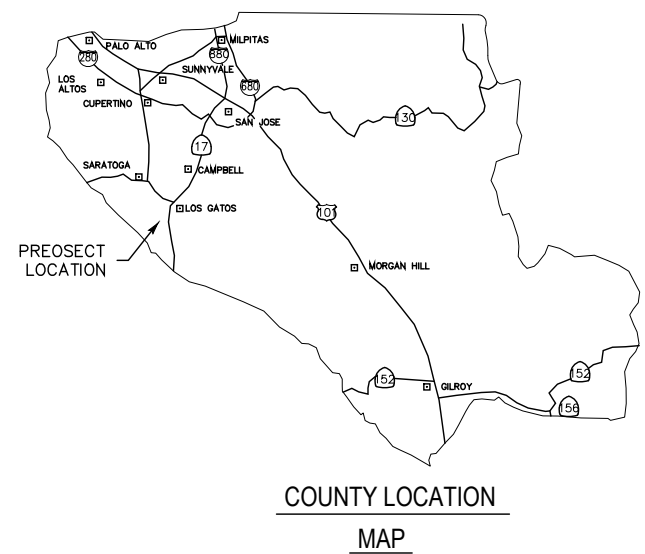 PALO ALTO
MILPITAS
280
880
SUNNYVALE
LOS
ALTOS
680
CUPERTINO
SAN JOSE
130
17
SARATOGA
CAMPBELL
LOS GATOS
101
PREOSECT
LOCATION
MORGAN HILL
152
GILROY
152
156
COUNTY LOCATION
MAP